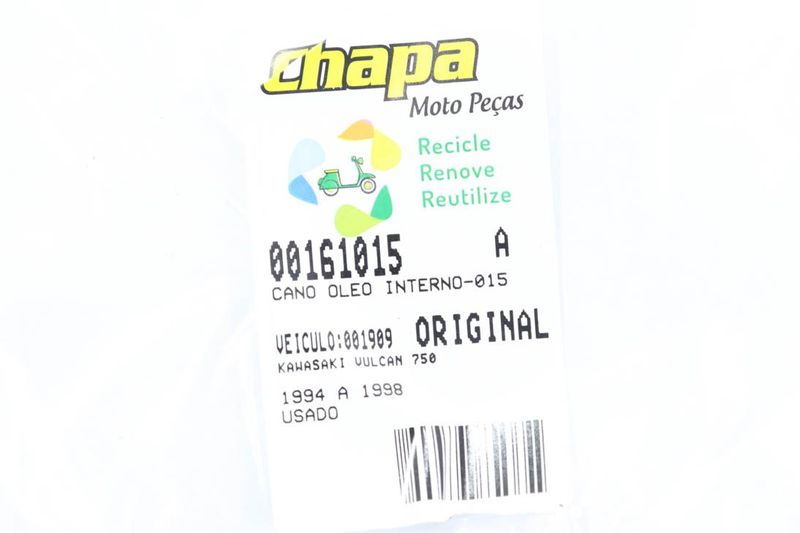 Chapa
Moto Peças
Recicle
Renove
Reutilize
00161015 A
CANO OLEO INTERNO-015
VEICULO:001909 ORIGINAL
KAWASAKI VULCAN 750
1994 A 1998
USADO